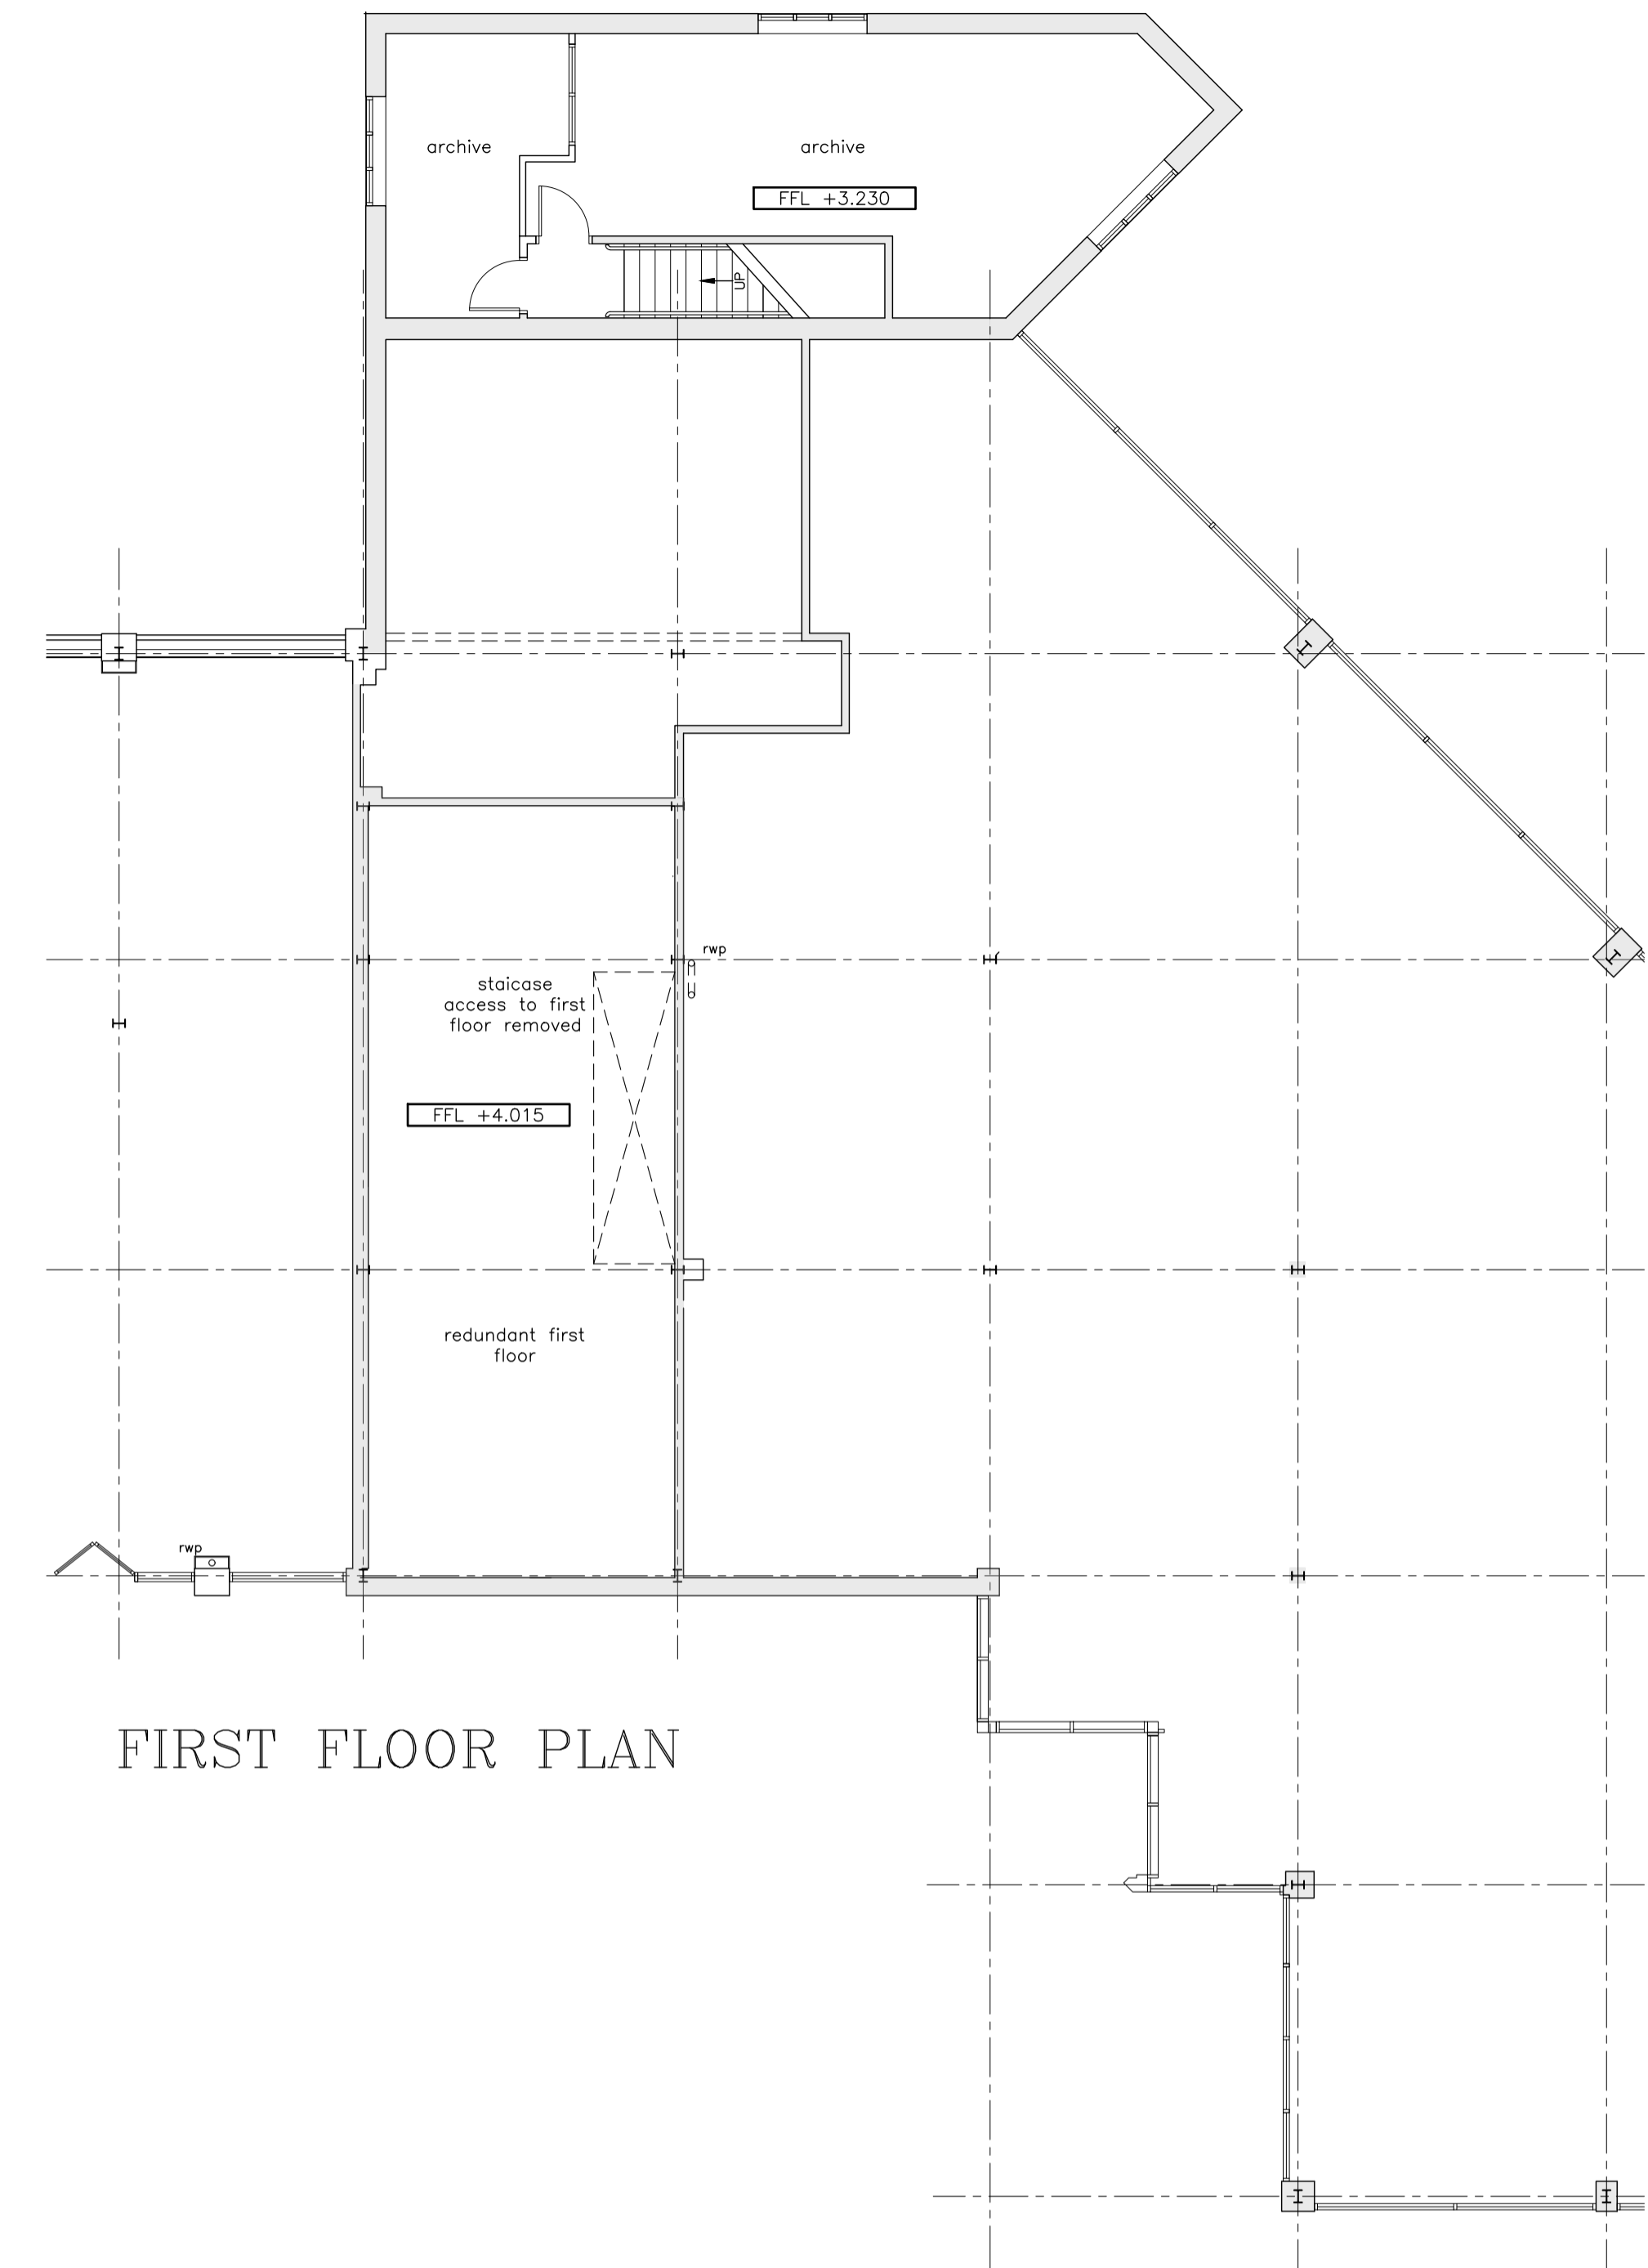 archive
archive
FFL +3.230
UP
rwp
staicase
access to first
floor removed
FFL +4.015
redundant first
floor
rwp
FIRST FLOOR PLAN